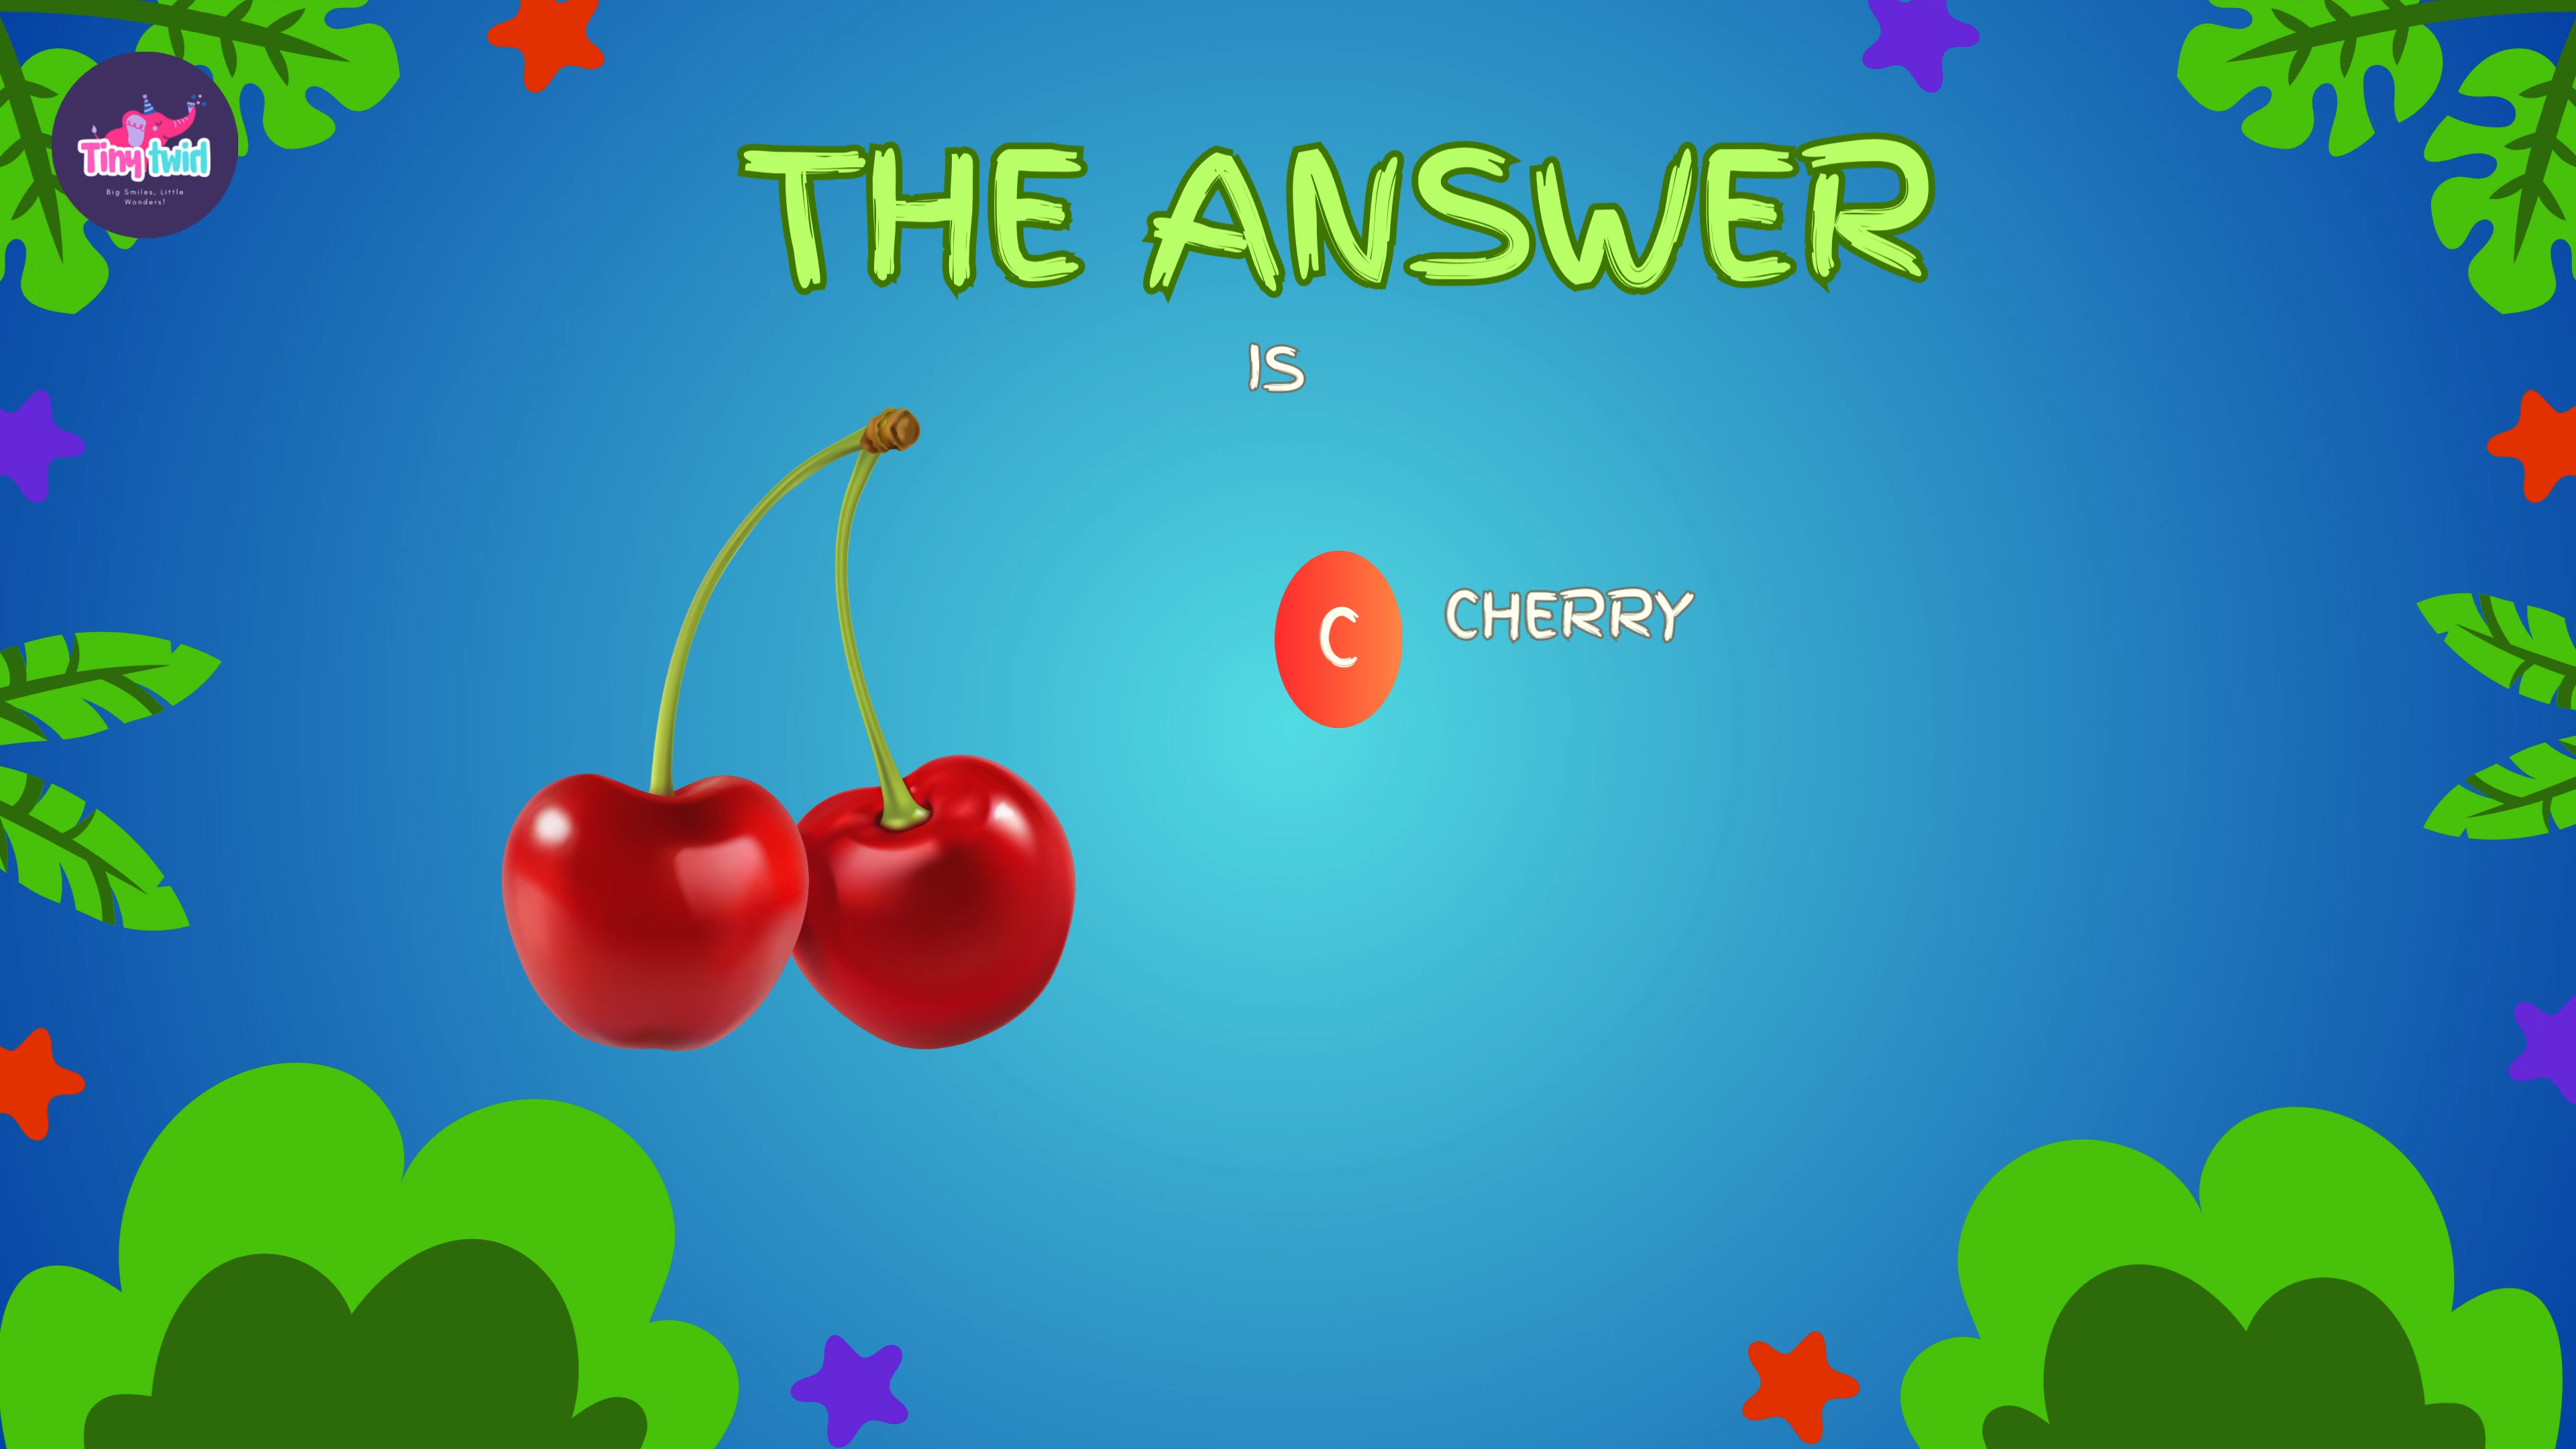 Tiny twirl
Big Smiles, Little
Wonders!
THE ANSWER
IS
C CHERRY